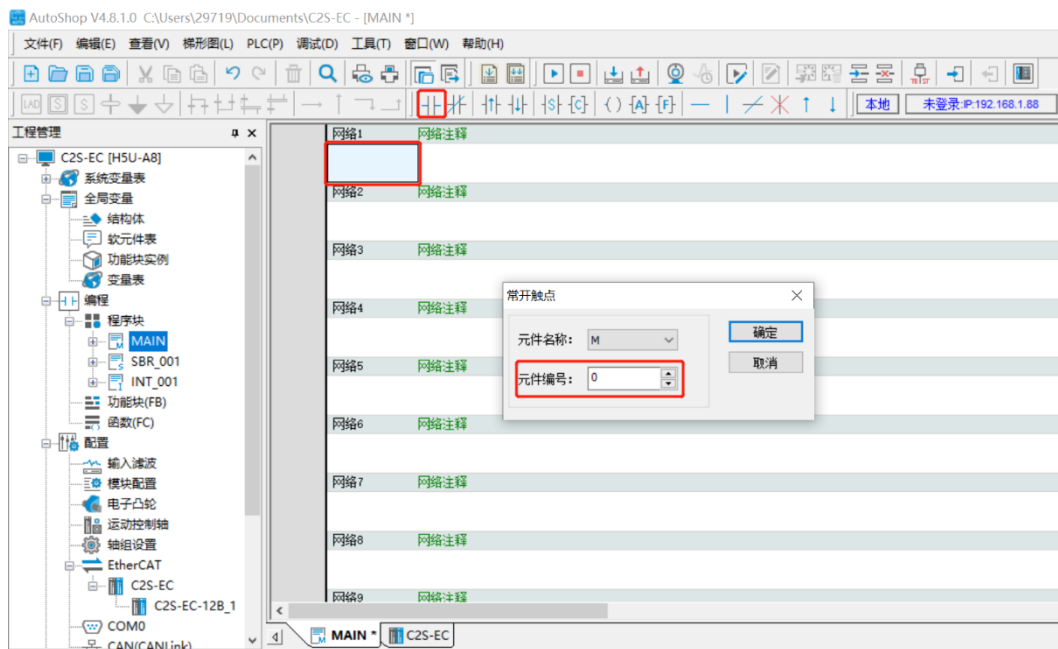 AutoShop V4.8.1.0 C:\Users\29719\Documents\C2S-EC - [MAIN *]
文件(F) 编辑(E) 查看(V) 梯形图(L) PLC(P) 调试(D) 工具(T) 窗口(W) 帮助(H)
LAD S S S C A F 本地 未登录:IP:192.168.1.88
工程管理
C2S-EC [H5U-A8]
系统变量表
全局变量
结构体
软元件表
功能块实例
变量表
编程
程序块
MAIN
SBR_001
INT_001
功能块(FB)
函数(FC)
配置
输入滤波
模块配置
电子凸轮
运动控制轴
轴组设置
EtherCAT
C2S-EC
C2S-EC-12B_1
COM0
CAN(CANLink)
网络1 网络注释
网络2 网络注释
网络3 网络注释
网络4 网络注释
网络5 网络注释
网络6 网络注释
网络7 网络注释
网络8 网络注释
网络9 网络注释
常开触点
元件名称: M
元件编号: 0
确定
取消
MAIN * C2S-EC